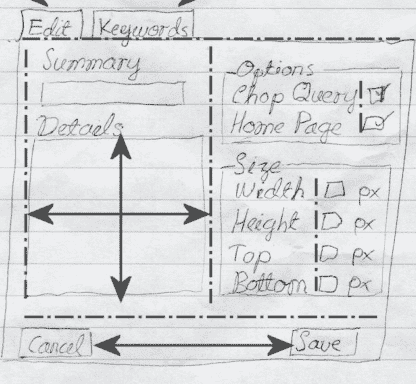 Edit Keywords
Summary
Details
Options
Chop Query
Home Page
Size
Width px
Height px
Top px
Bottom px
Cancel Save